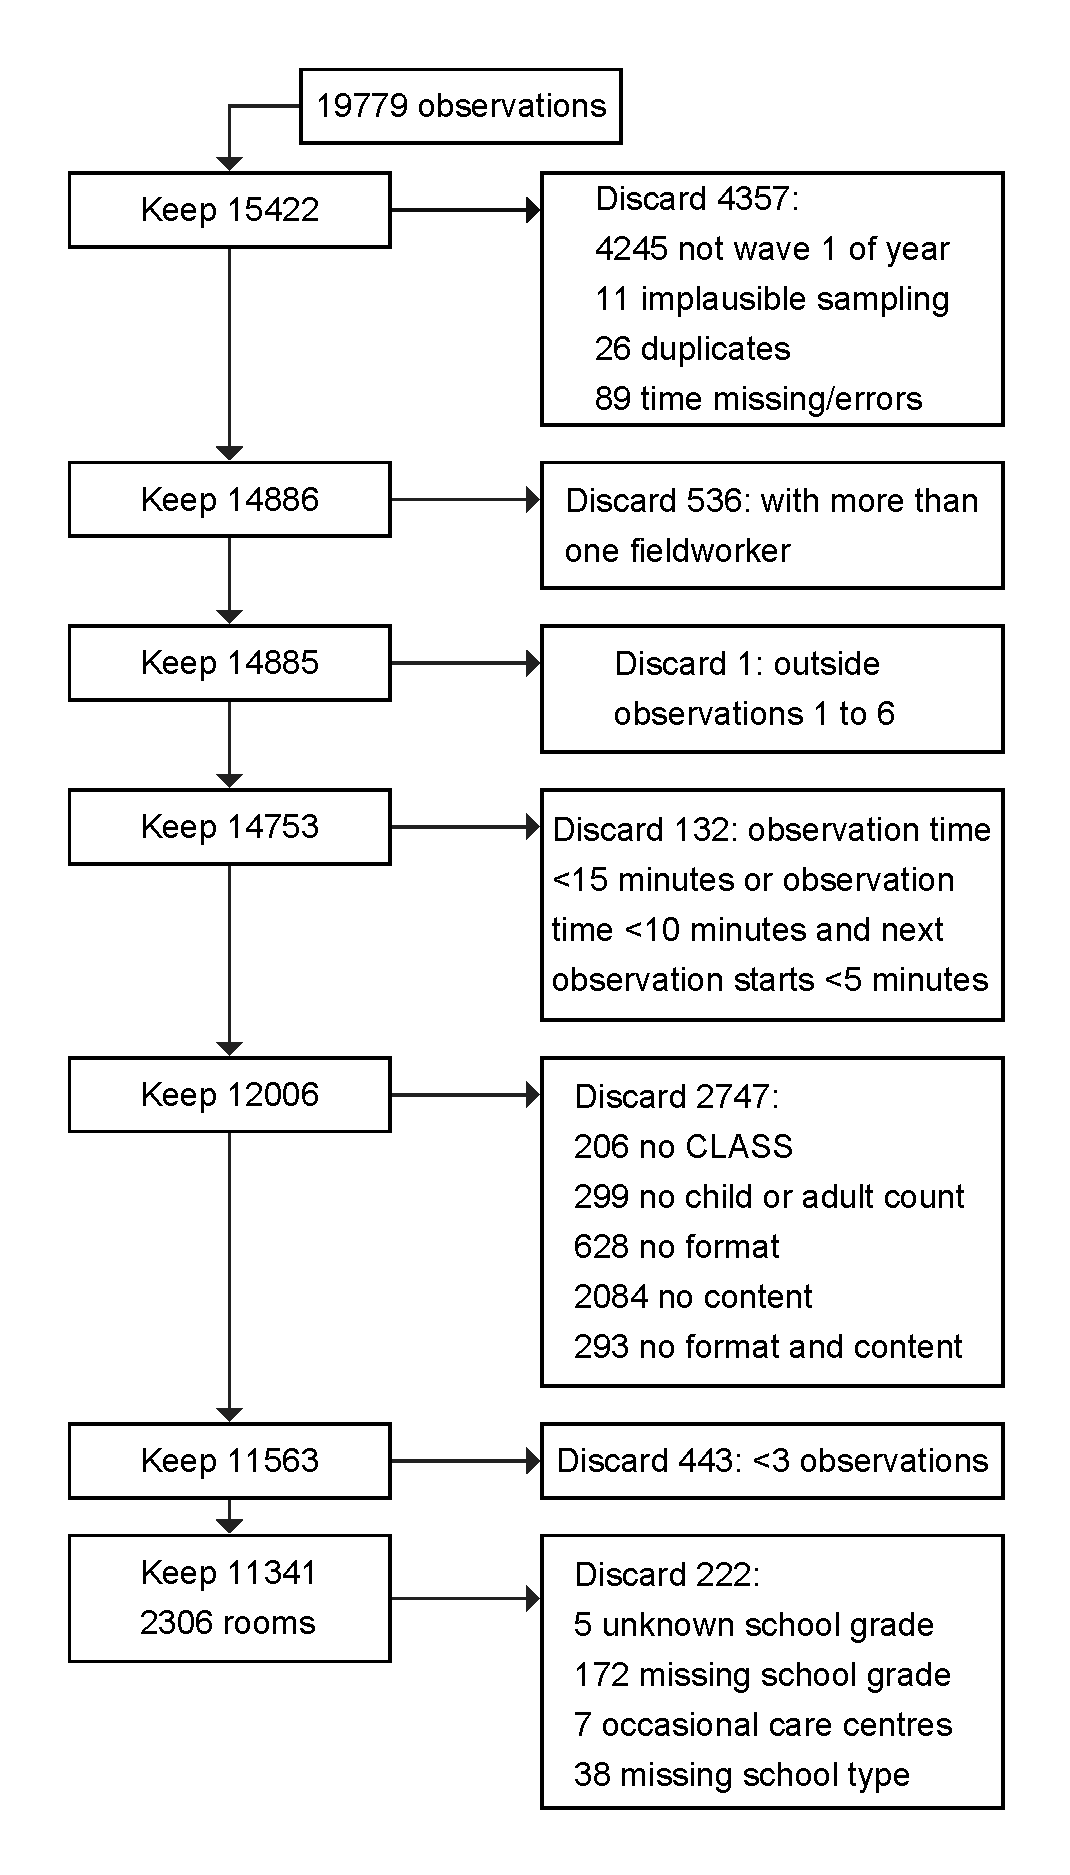 19779 observations
Keep 15422
Discard 4357:
4245 not wave 1 of year
11 implausible sampling
26 duplicates
89 time missing/errors
Keep 14886
Discard 536: with more than
one fieldworker
Keep 14885
Discard 1: outside
observations 1 to 6
Keep 14753
Discard 132: observation time
<15 minutes or observation
time <10 minutes and next
observation starts <5 minutes
Keep 12006
Discard 2747:
206 no CLASS
299 no child or adult count
628 no format
2084 no content
293 no format and content
Keep 11563
Discard 443: <3 observations
Keep 11341
2306 rooms
Discard 222:
5 unknown school grade
172 missing school grade
7 occasional care centres
38 missing school type